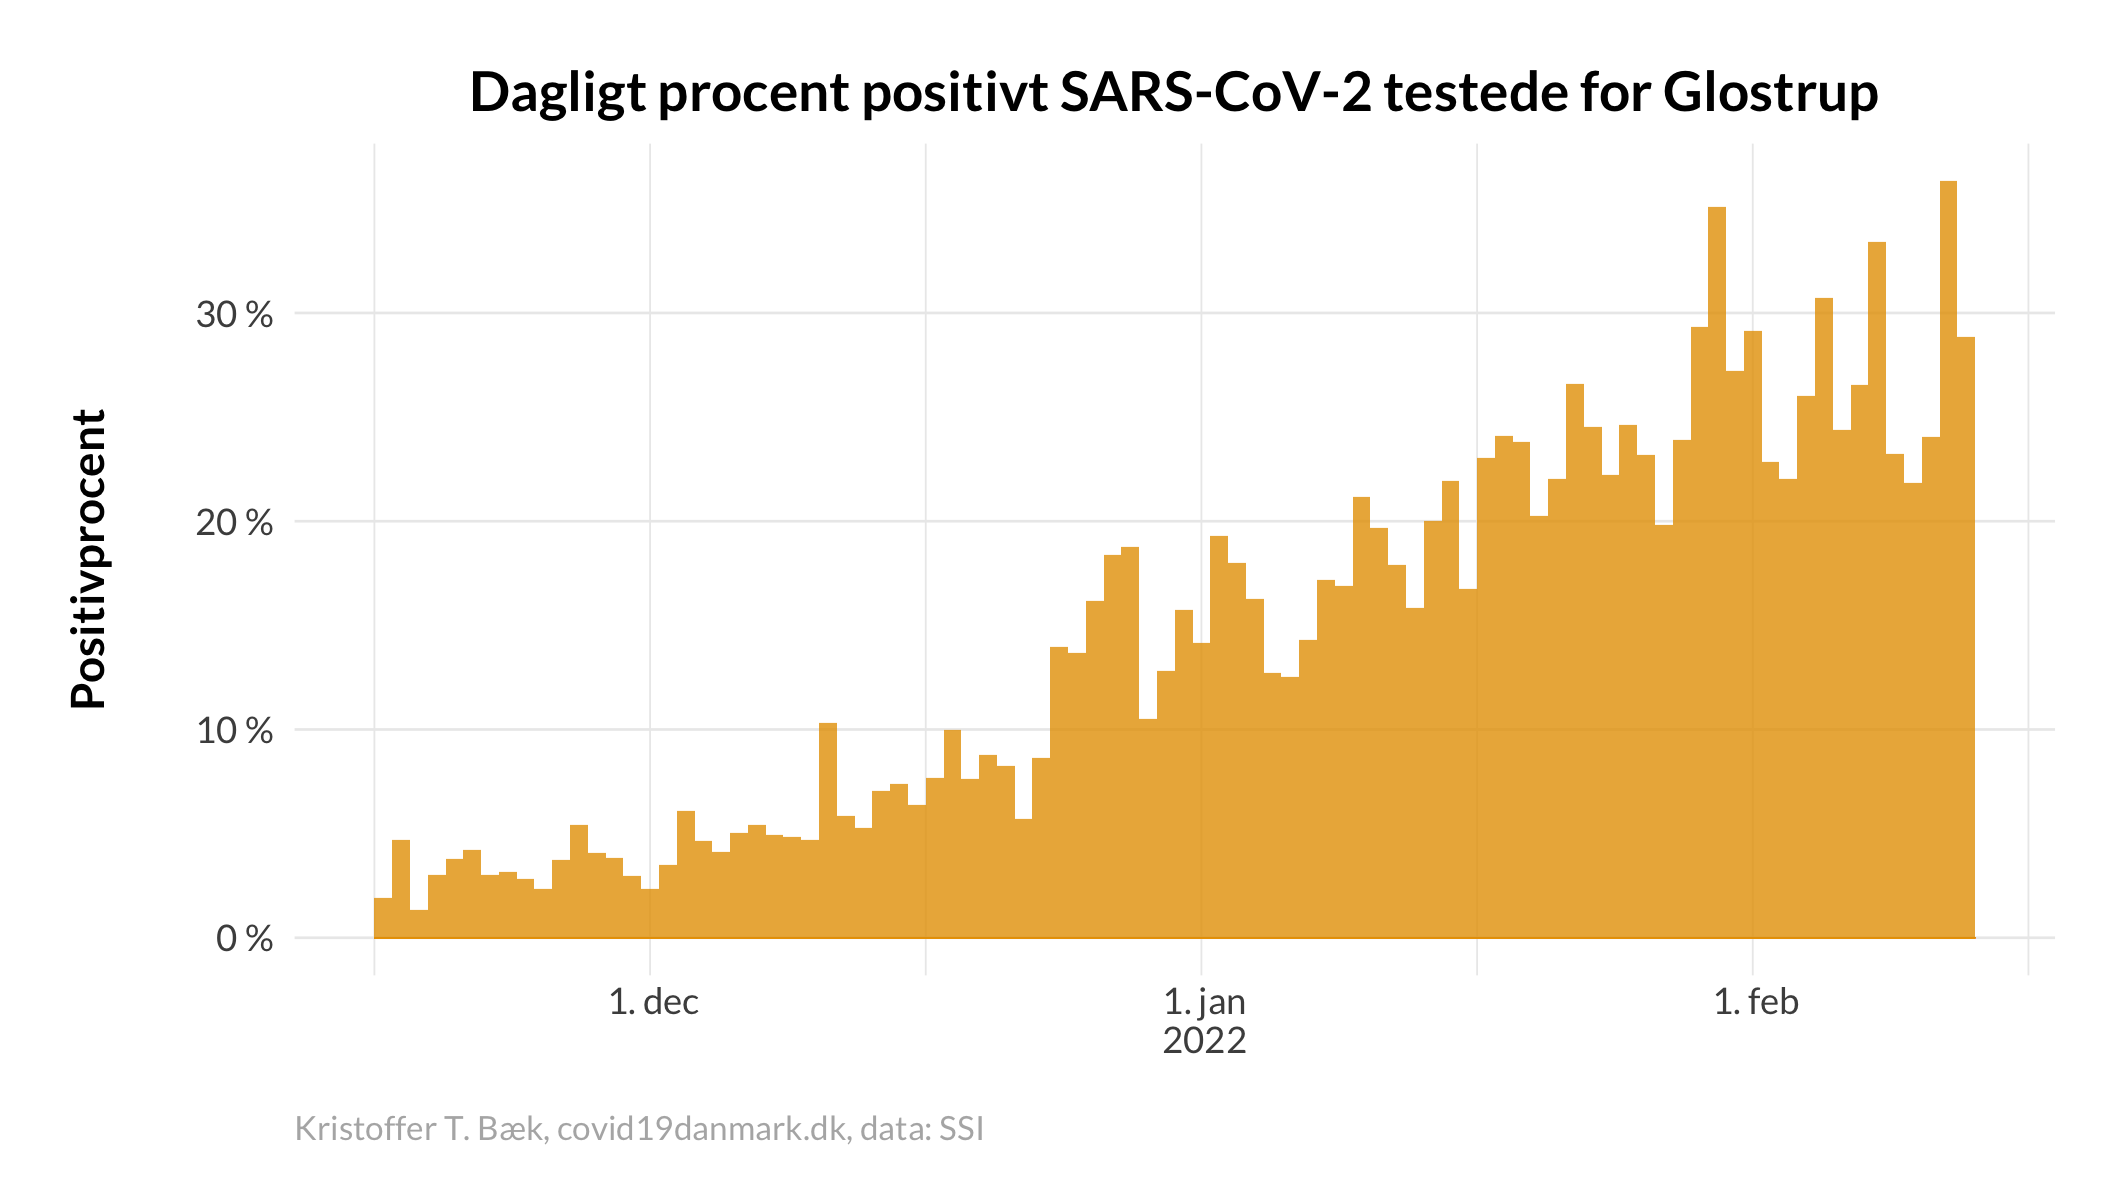 Dagligt procent positivt SARS-CoV-2 testede for Glostrup
Positivprocent
30 %
20 %
10 %
0 %
1. dec
1. jan
2022
1. feb
Kristoffer T. Bæk, covid19danmark.dk, data: SSI